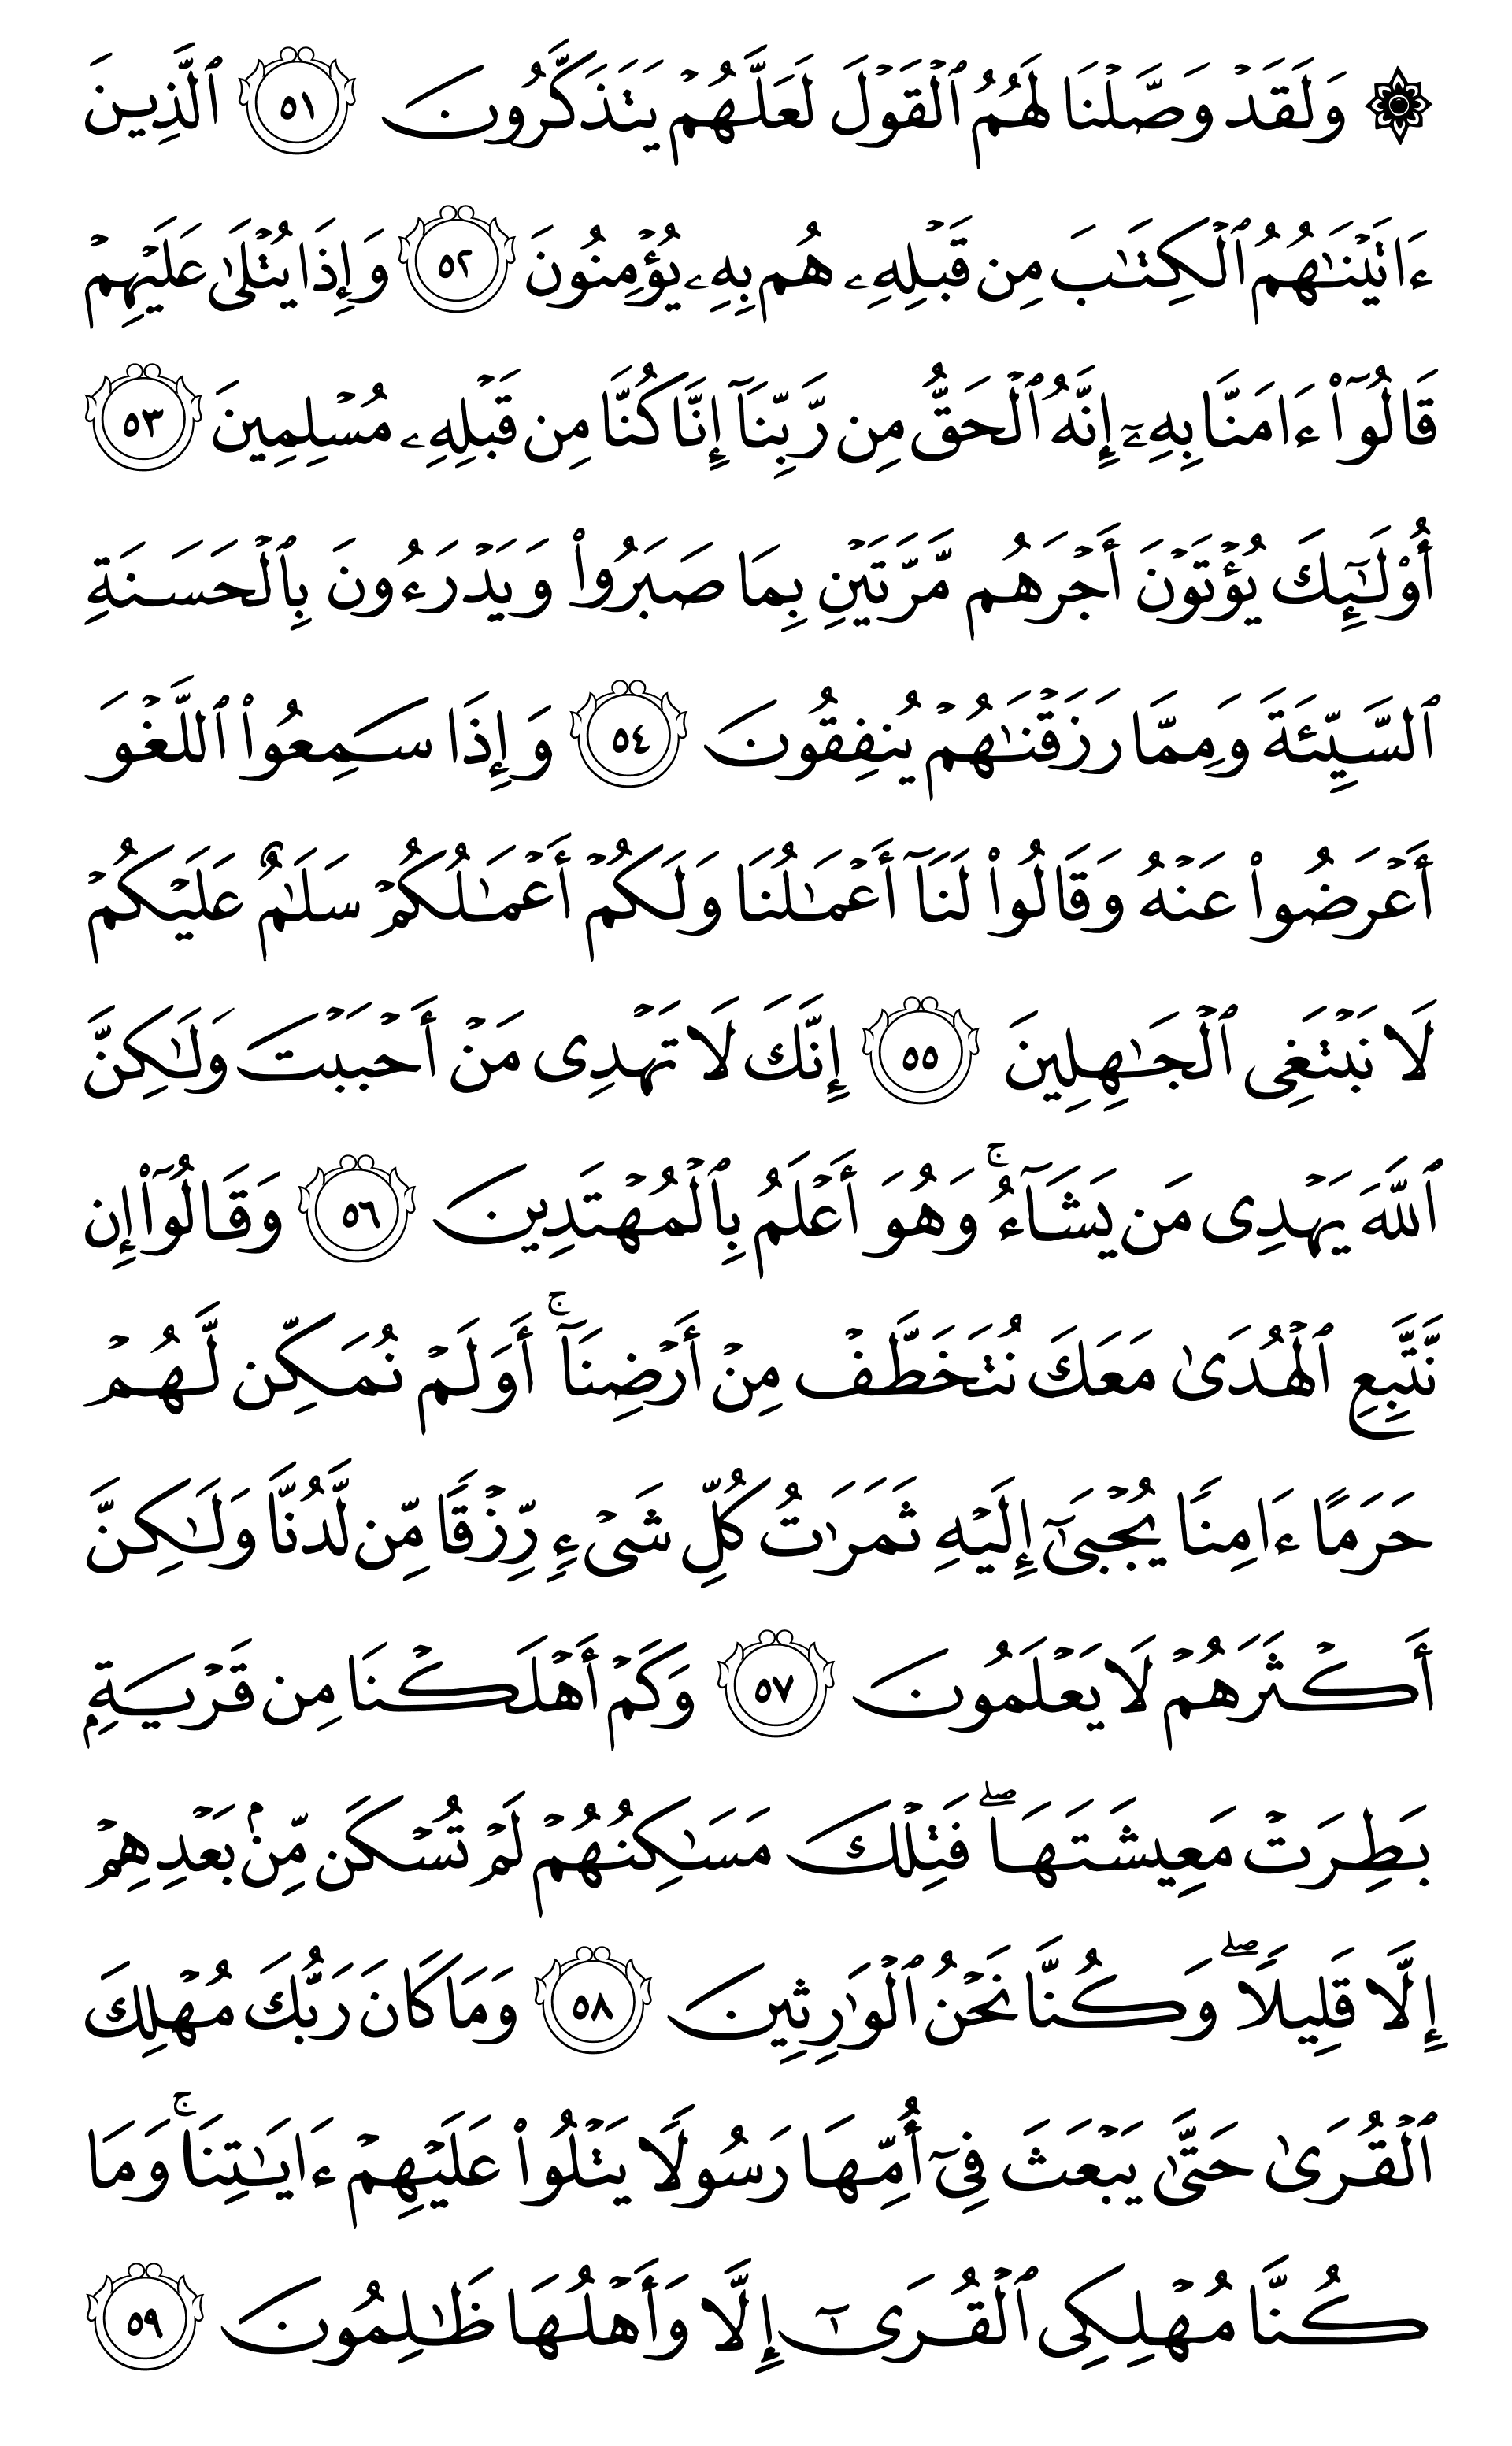 ۞ وَلَقَدۡ وَصَّلۡنَا لَهُمُ ٱلۡقَوۡلَ لَعَلَّهُمۡ يَتَذَكَّرُونَ ٥١ ٱلَّذِينَ
ءَاتَيۡنَٰهُمُ ٱلۡكِتَٰبَ مِن قَبۡلِهِۦ هُم بِهِۦ يُؤۡمِنُونَ ٥٢ وَإِذَا يُتۡلَىٰ عَلَيۡهِمۡ
قَالُوٓاْ ءَامَنَّا بِهِۦٓ إِنَّهُ ٱلۡحَقُّ مِن رَّبِّنَآ إِنَّا كُنَّا مِن قَبۡلِهِۦ مُسۡلِمِينَ ٥٣
أُوْلَٰٓئِكَ يُؤۡتَوۡنَ أَجۡرَهُم مَّرَّتَيۡنِ بِمَا صَبَرُواْ وَيَدۡرَءُونَ بِٱلۡحَسَنَةِ
ٱلسَّيِّئَةَ وَمِمَّا رَزَقۡنَٰهُمۡ يُنفِقُونَ ٥٤ وَإِذَا سَمِعُواْ ٱللَّغۡوَ
أَعۡرَضُواْ عَنۡهُ وَقَالُواْ لَنَآ أَعۡمَٰلُنَا وَلَكُمۡ أَعۡمَٰلُكُمۡ سَلَٰمٌ عَلَيۡكُمۡ
لَا نَبۡتَغِي ٱلۡجَٰهِلِينَ ٥٥ إِنَّكَ لَا تَهۡدِي مَنۡ أَحۡبَبۡتَ وَلَٰكِنَّ
ٱللَّهَ يَهۡدِي مَن يَشَآءُۚ وَهُوَ أَعۡلَمُ بِٱلۡمُهۡتَدِينَ ٥٦ وَقَالُوٓاْ إِن
نَّتَّبِعِ ٱلۡهُدَىٰ مَعَكَ نُتَخَطَّفۡ مِنۡ أَرۡضِنَآۚ أَوَلَمۡ نُمَكِّن لَّهُمۡ
حَرَمًا ءَامِنٗا يُجۡبَىٰٓ إِلَيۡهِ ثَمَرَٰتُ كُلِّ شَيۡءٖ رِّزۡقٗا مِّن لَّدُنَّا وَلَٰكِنَّ
أَكۡثَرَهُمۡ لَا يَعۡلَمُونَ ٥٧ وَكَمۡ أَهۡلَكۡنَا مِن قَرۡيَةِۭ
بَطِرَتۡ مَعِيشَتَهَاۖ فَتِلۡكَ مَسَٰكِنُهُمۡ لَمۡ تُسۡكَن مِّنۢ بَعۡدِهِمۡ
إِلَّا قَلِيلٗاۖ وَكُنَّا نَحۡنُ ٱلۡوَٰرِثِينَ ٥٨ وَمَا كَانَ رَبُّكَ مُهۡلِكَ
ٱلۡقُرَىٰ حَتَّىٰ يَبۡعَثَ فِيٓ أُمِّهَا رَسُولٗا يَتۡلُواْ عَلَيۡهِمۡ ءَايَٰتِنَاۚ وَمَا
كُنَّا مُهۡلِكِي ٱلۡقُرَىٰٓ إِلَّا وَأَهۡلُهَا ظَٰلِمُونَ ٥٩